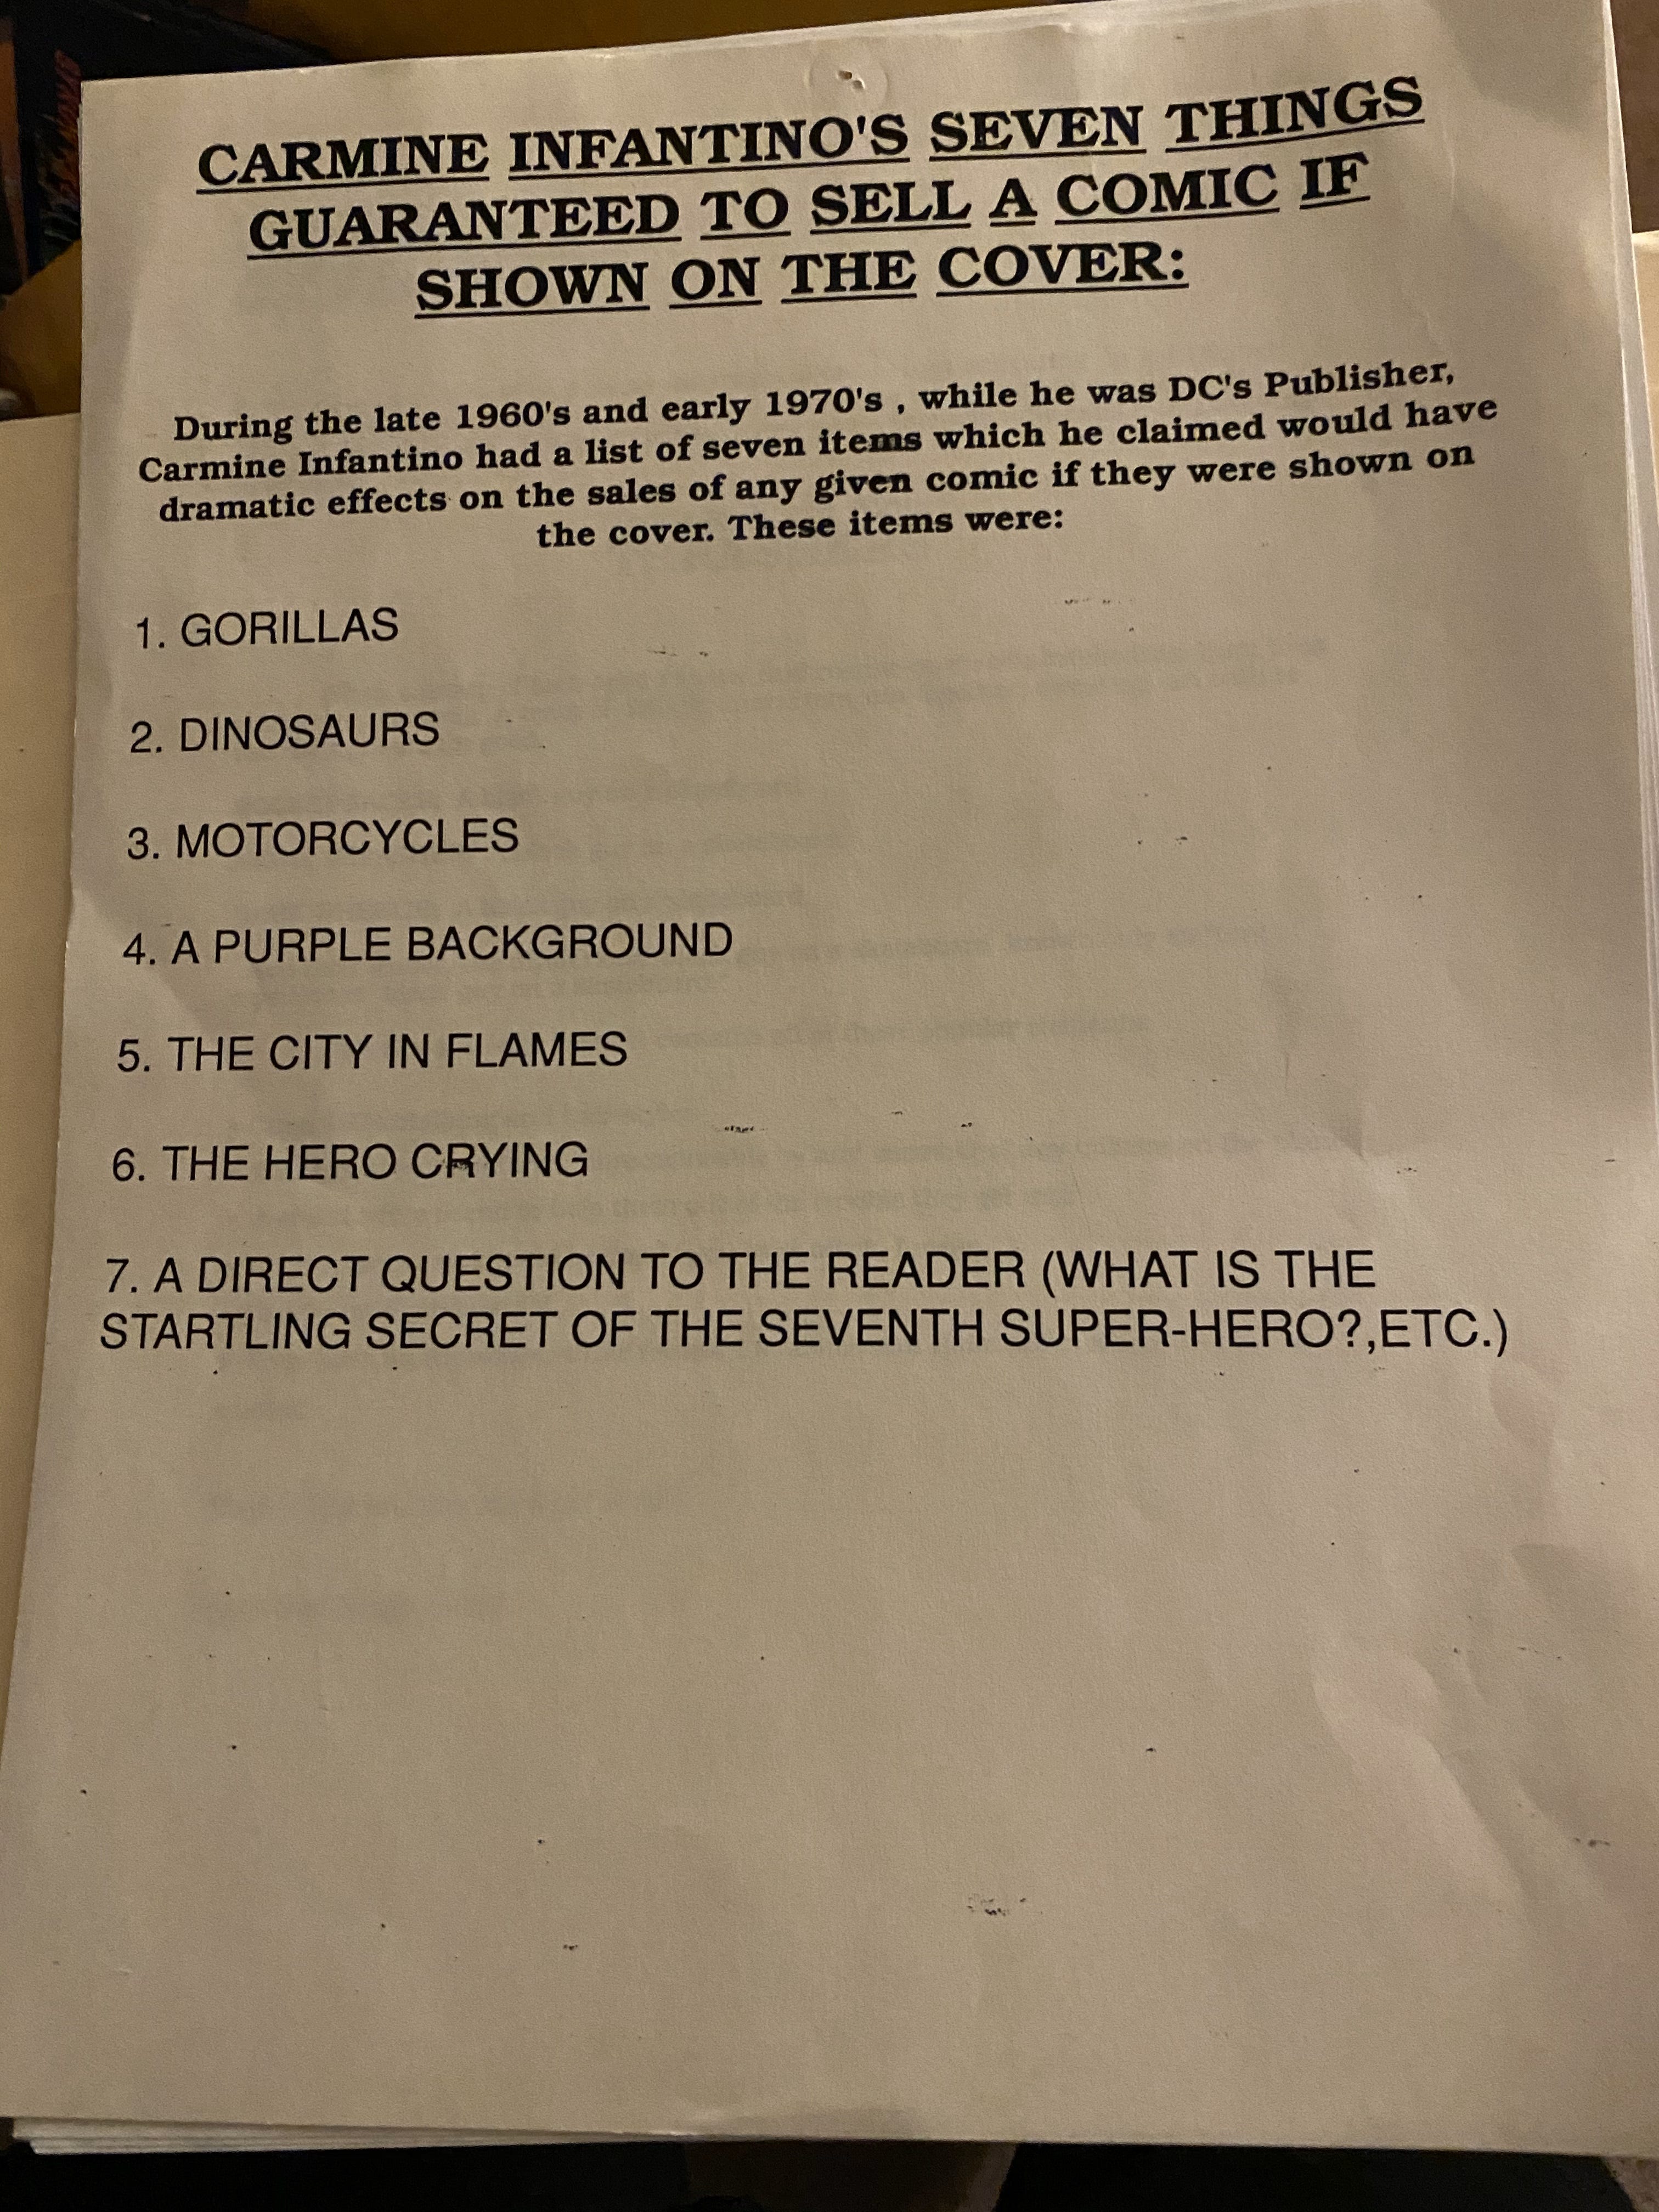 CARMINE INFANTINO'S SEVEN THINGS
GUARANTEED TO SELL A COMIC IF
SHOWN ON THE COVER:
During the late 1960's and early 1970's , while he was DC's Publisher,
Carmine Infantino had a list of seven items which he claimed would have
dramatic effects on the sales of any given comic if they were shown on
the cover. These items were:
1. GORILLAS
2. DINOSAURS
3. MOTORCYCLES
4. A PURPLE BACKGROUND
5. THE CITY IN FLAMES
6. THE HERO CRYING
7. A DIRECT QUESTION TO THE READER (WHAT IS THE
STARTLING SECRET OF THE SEVENTH SUPER-HERO?,ETC.)